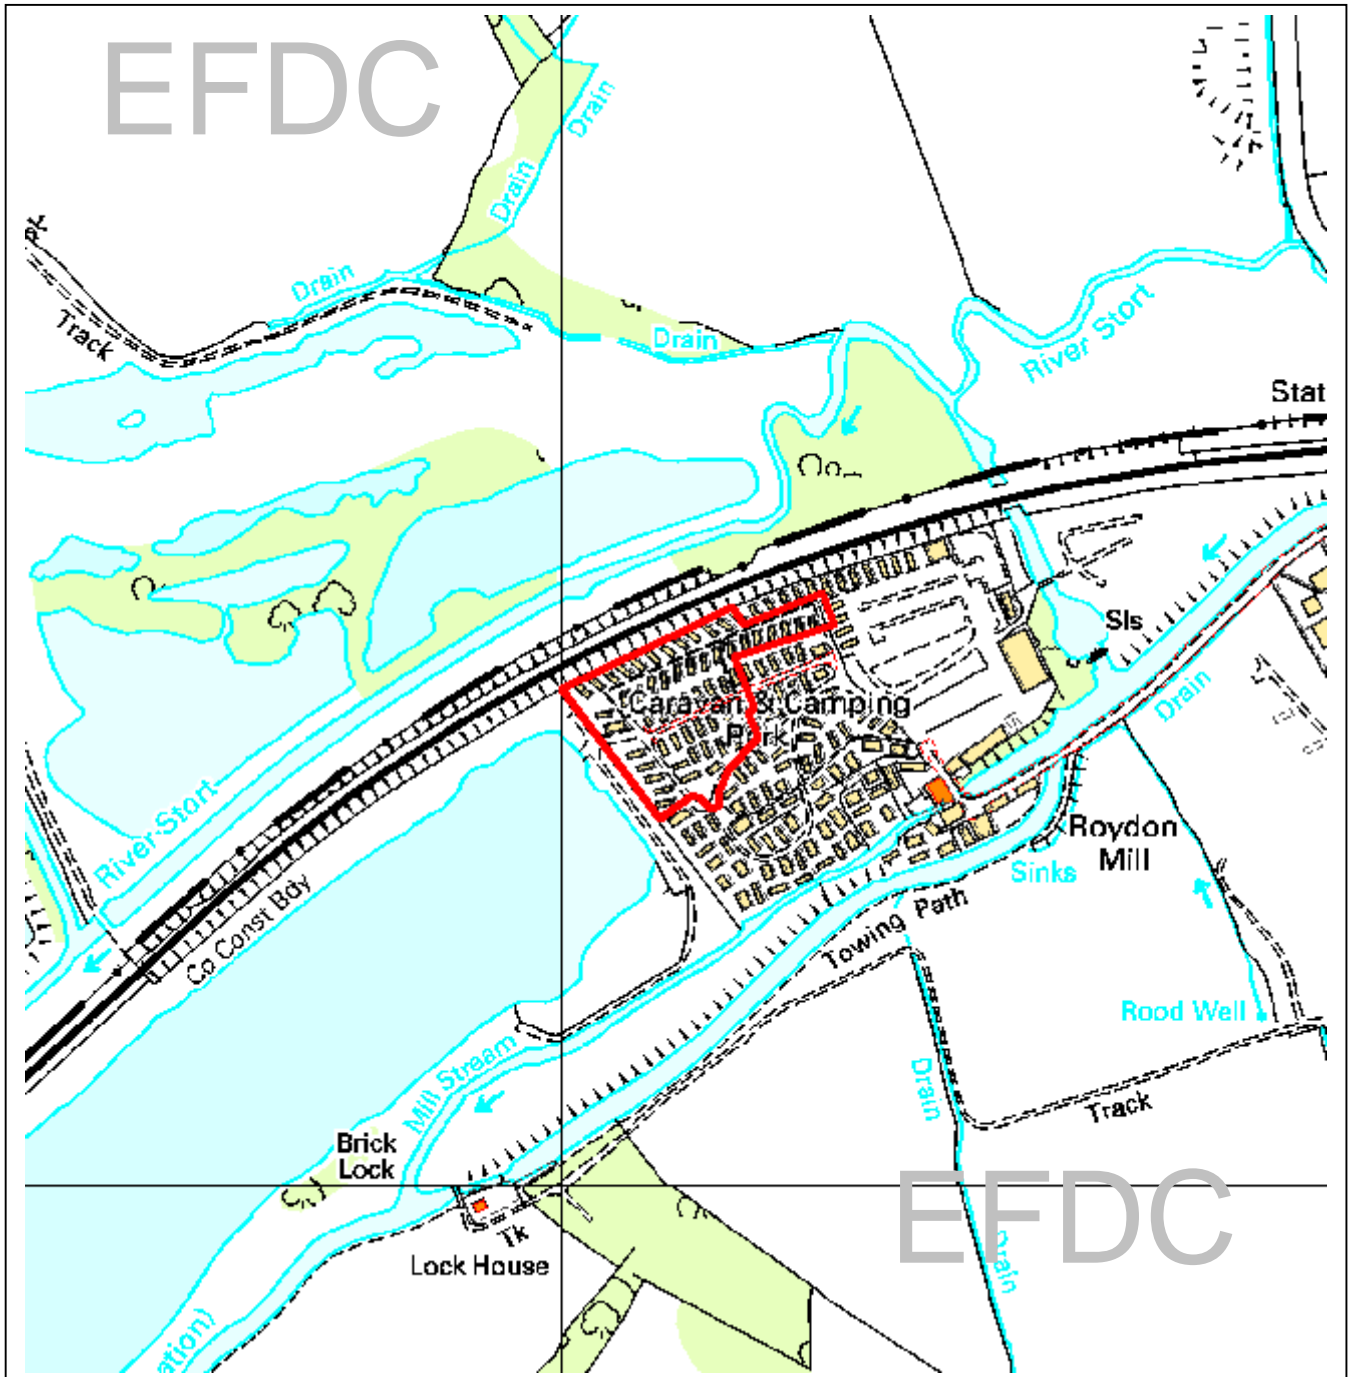 EFDC
Drain
Drain
Drain
Track
Drain
River Stort
Stat
Sls
Caravan & Camping
Park
Drain
River Stort
Roydon
Mill
Sinks
Co Const Bdy
Towing Path
Rood Well
Mill Stream
Drain
Track
Brick
Lock
EFDC
Tk
Lock House
Drain
ation)